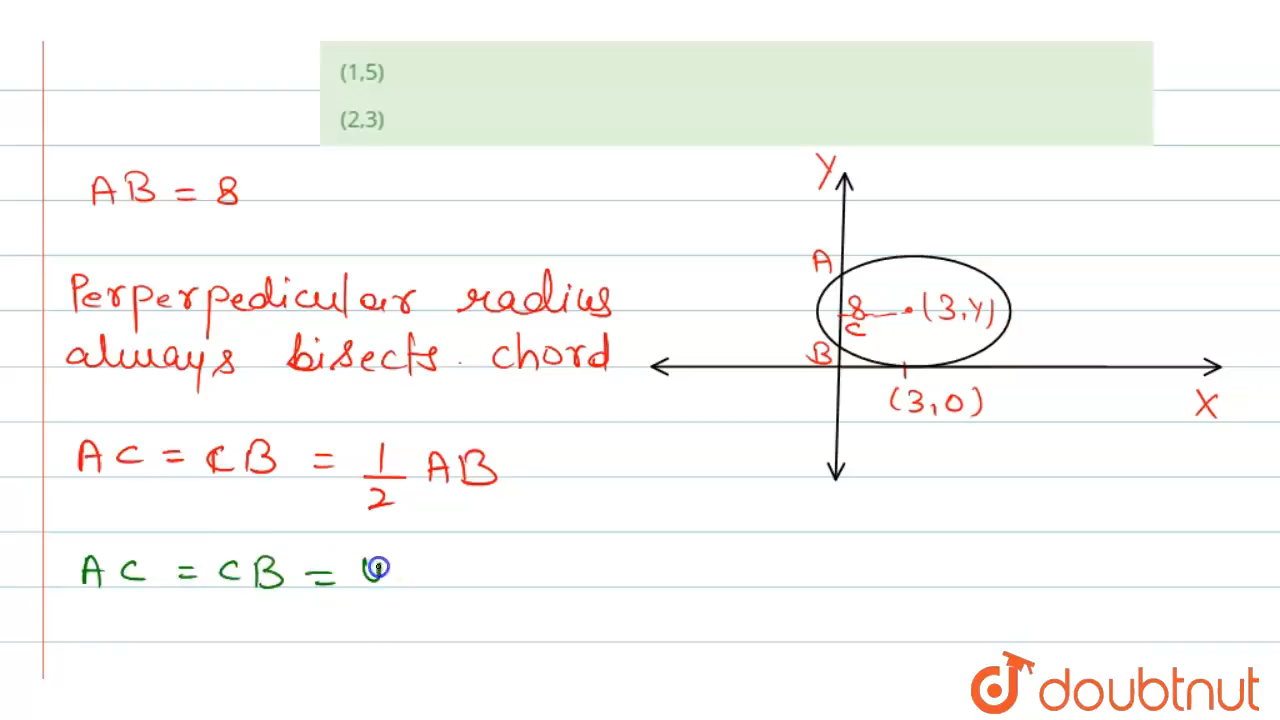 (1,5)
(2,3)
AB = 8
Perperpedicular radius
always bisects chord
AC = CB = 1/2 AB
AC = CB = 4
Y
A
8
(3,Y)
C
B
(3,0)
X
doubtnut